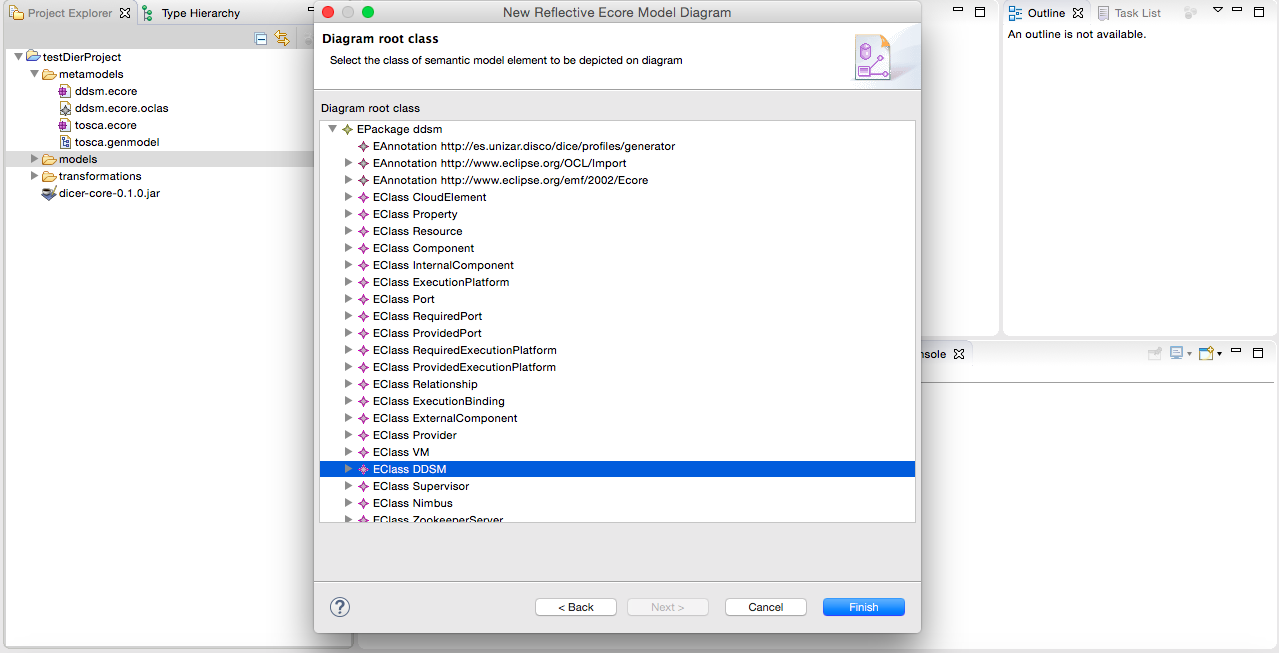 Project Explorer
Type Hierarchy
testDierProject
metamodels
ddsm.ecore
ddsm.ecore.oclas
tosca.ecore
tosca.genmodel
models
transformations
dicer-core-0.1.0.jar
New Reflective Ecore Model Diagram
Diagram root class
Select the class of semantic model element to be depicted on diagram
Diagram root class
EPackage ddsm
EAnnotation http://es.unizar.disco/dice/profiles/generator
EAnnotation http://www.eclipse.org/OCL/Import
EAnnotation http://www.eclipse.org/emf/2002/Ecore
EClass CloudElement
EClass Property
EClass Resource
EClass Component
EClass InternalComponent
EClass ExecutionPlatform
EClass Port
EClass RequiredPort
EClass ProvidedPort
EClass RequiredExecutionPlatform
EClass ProvidedExecutionPlatform
EClass Relationship
EClass ExecutionBinding
EClass ExternalComponent
EClass Provider
EClass VM
EClass DDSM
EClass Supervisor
EClass Nimbus
EClass ZookeeperServer
?
< Back
Next >
Cancel
Finish
Outline
Task List
An outline is not available.
nsole